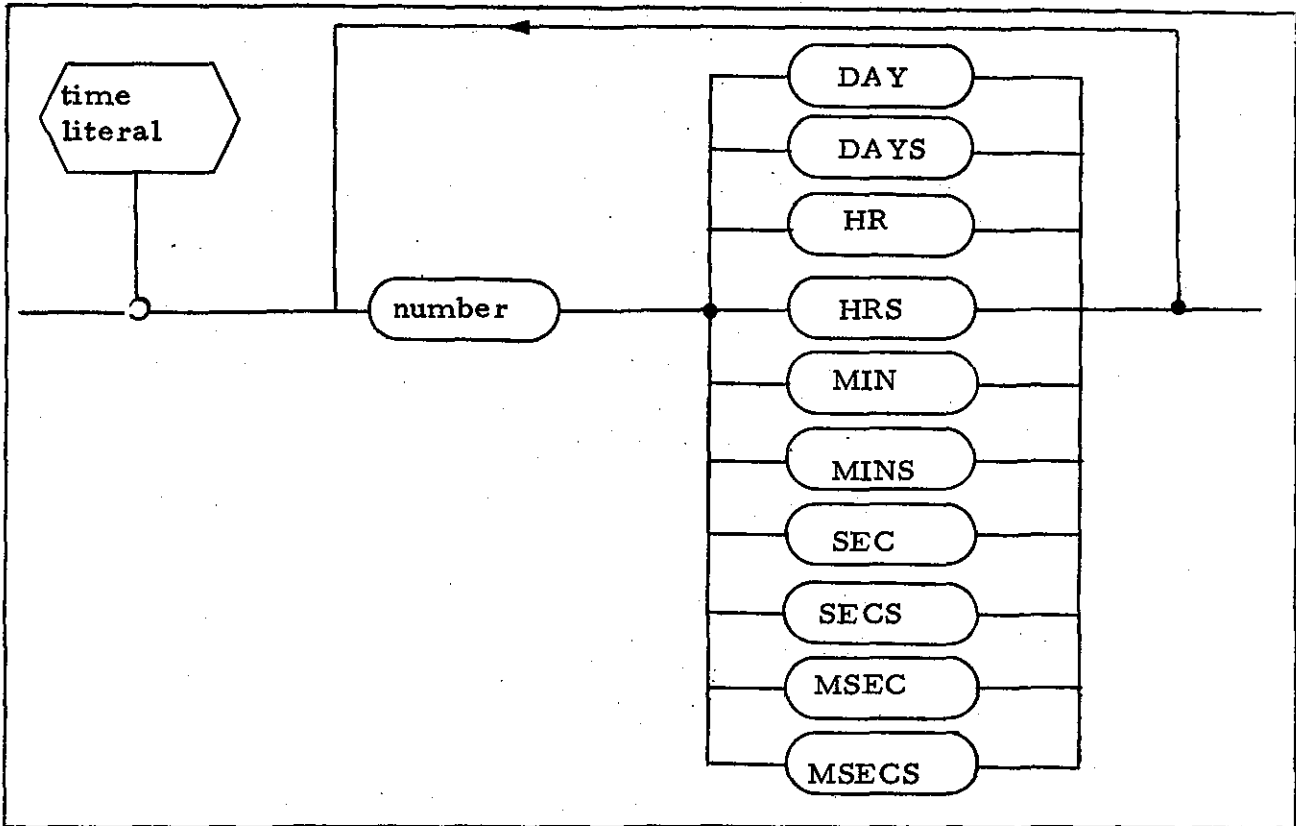 time
literal
number
DAY
DAYS
HR
HRS
MIN
MINS
SEC
SECS
MSEC
MSECS